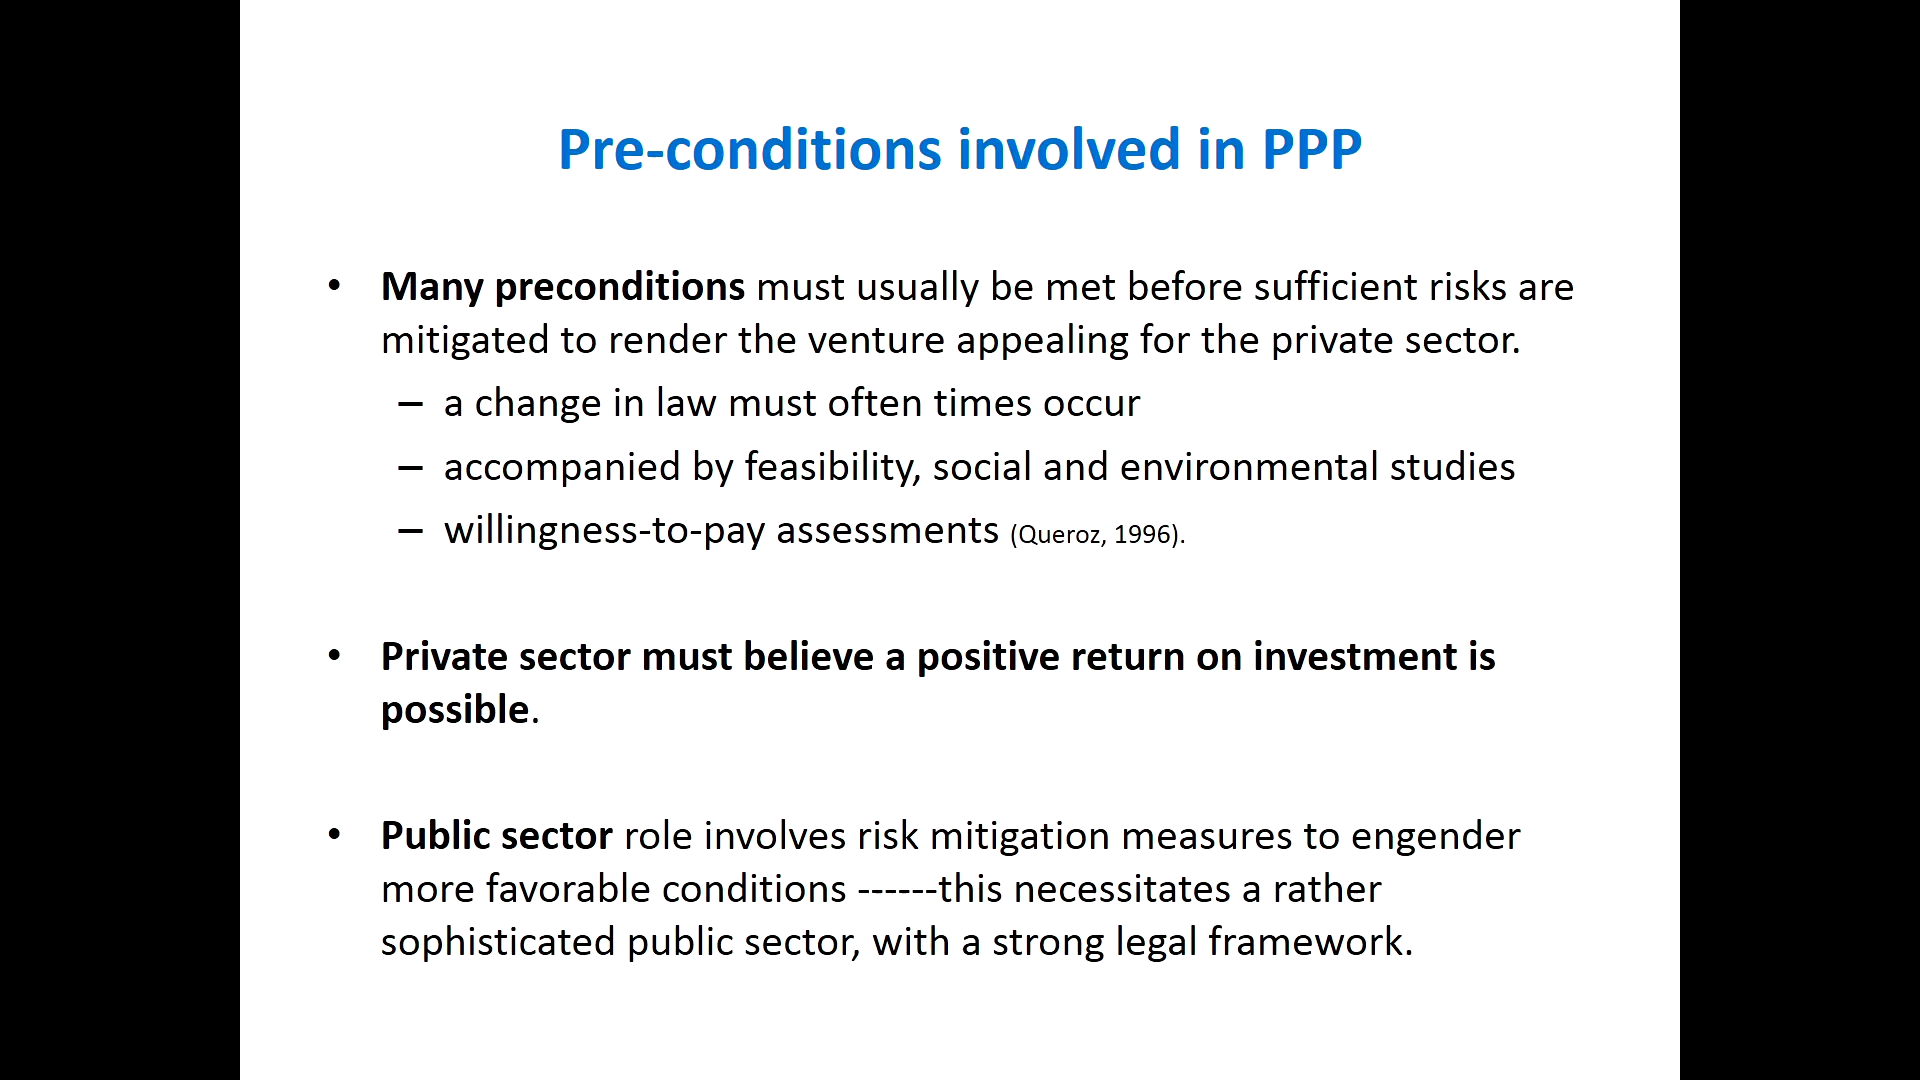 Pre-conditions involved in PPP
• Many preconditions must usually be met before sufficient risks are
mitigated to render the venture appealing for the private sector.
– a change in law must often times occur
– accompanied by feasibility, social and environmental studies
– willingness-to-pay assessments (Queroz, 1996).
• Private sector must believe a positive return on investment is
possible.
• Public sector role involves risk mitigation measures to engender
more favorable conditions ------this necessitates a rather
sophisticated public sector, with a strong legal framework.